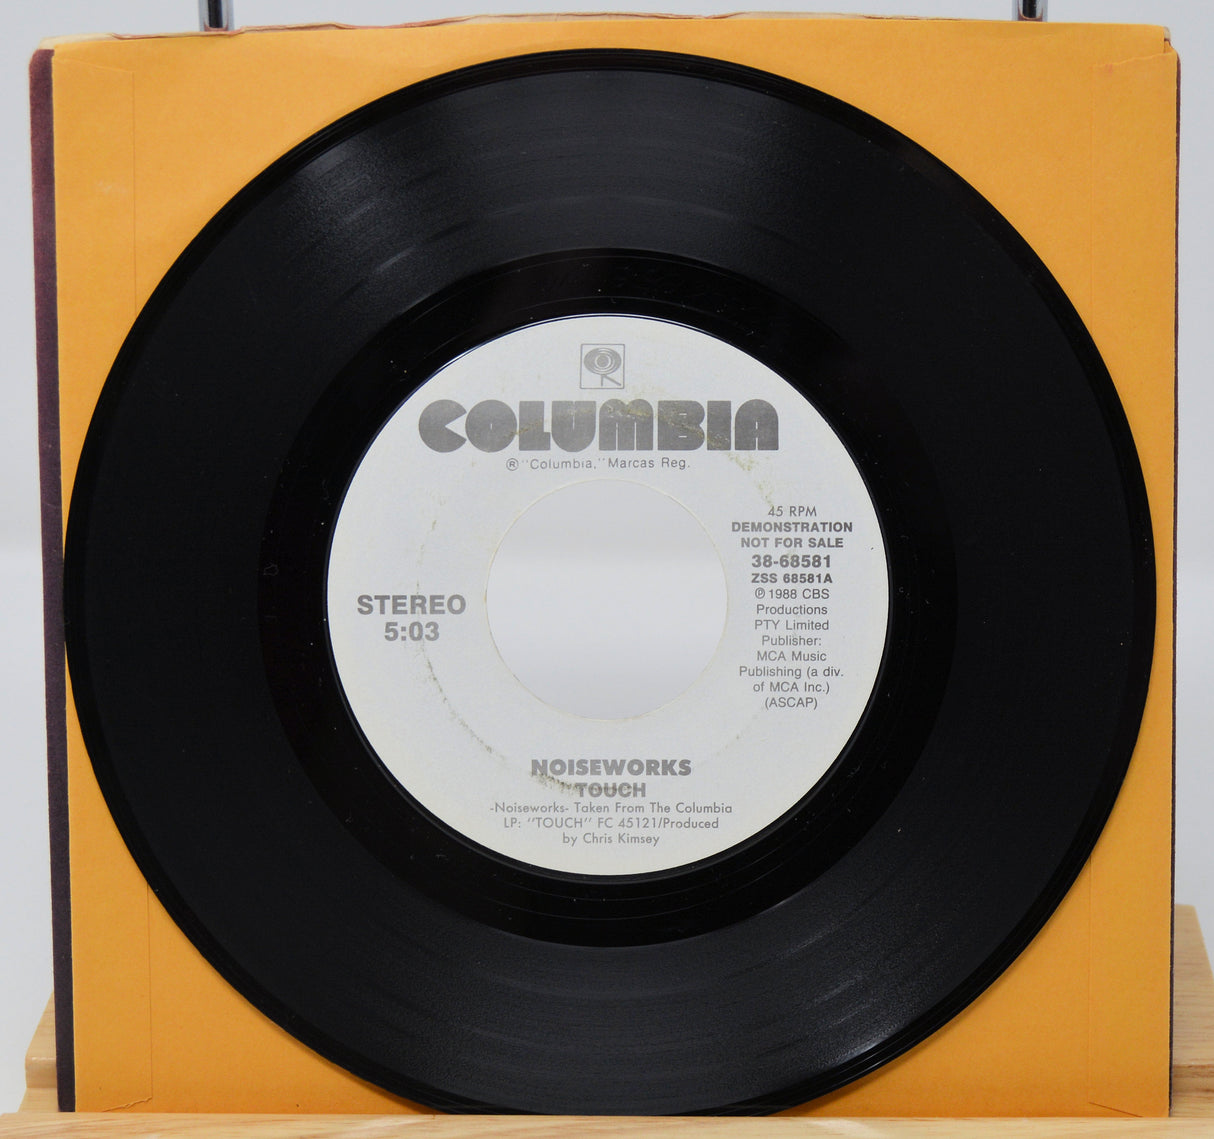 COLUMBIA
® "Columbia," Marcas Reg.
45 RPM
DEMONSTRATION
NOT FOR SALE
38-68581
ZSS 68581A
℗ 1988 CBS
Productions
PTY Limited
Publisher:
MCA Music
Publishing (a div.
of MCA Inc.)
(ASCAP)
STEREO
5:03
NOISEWORKS
TOUCH
-Noiseworks- Taken From The Columbia
LP: "TOUCH" FC 45121/Produced
by Chris Kimsey